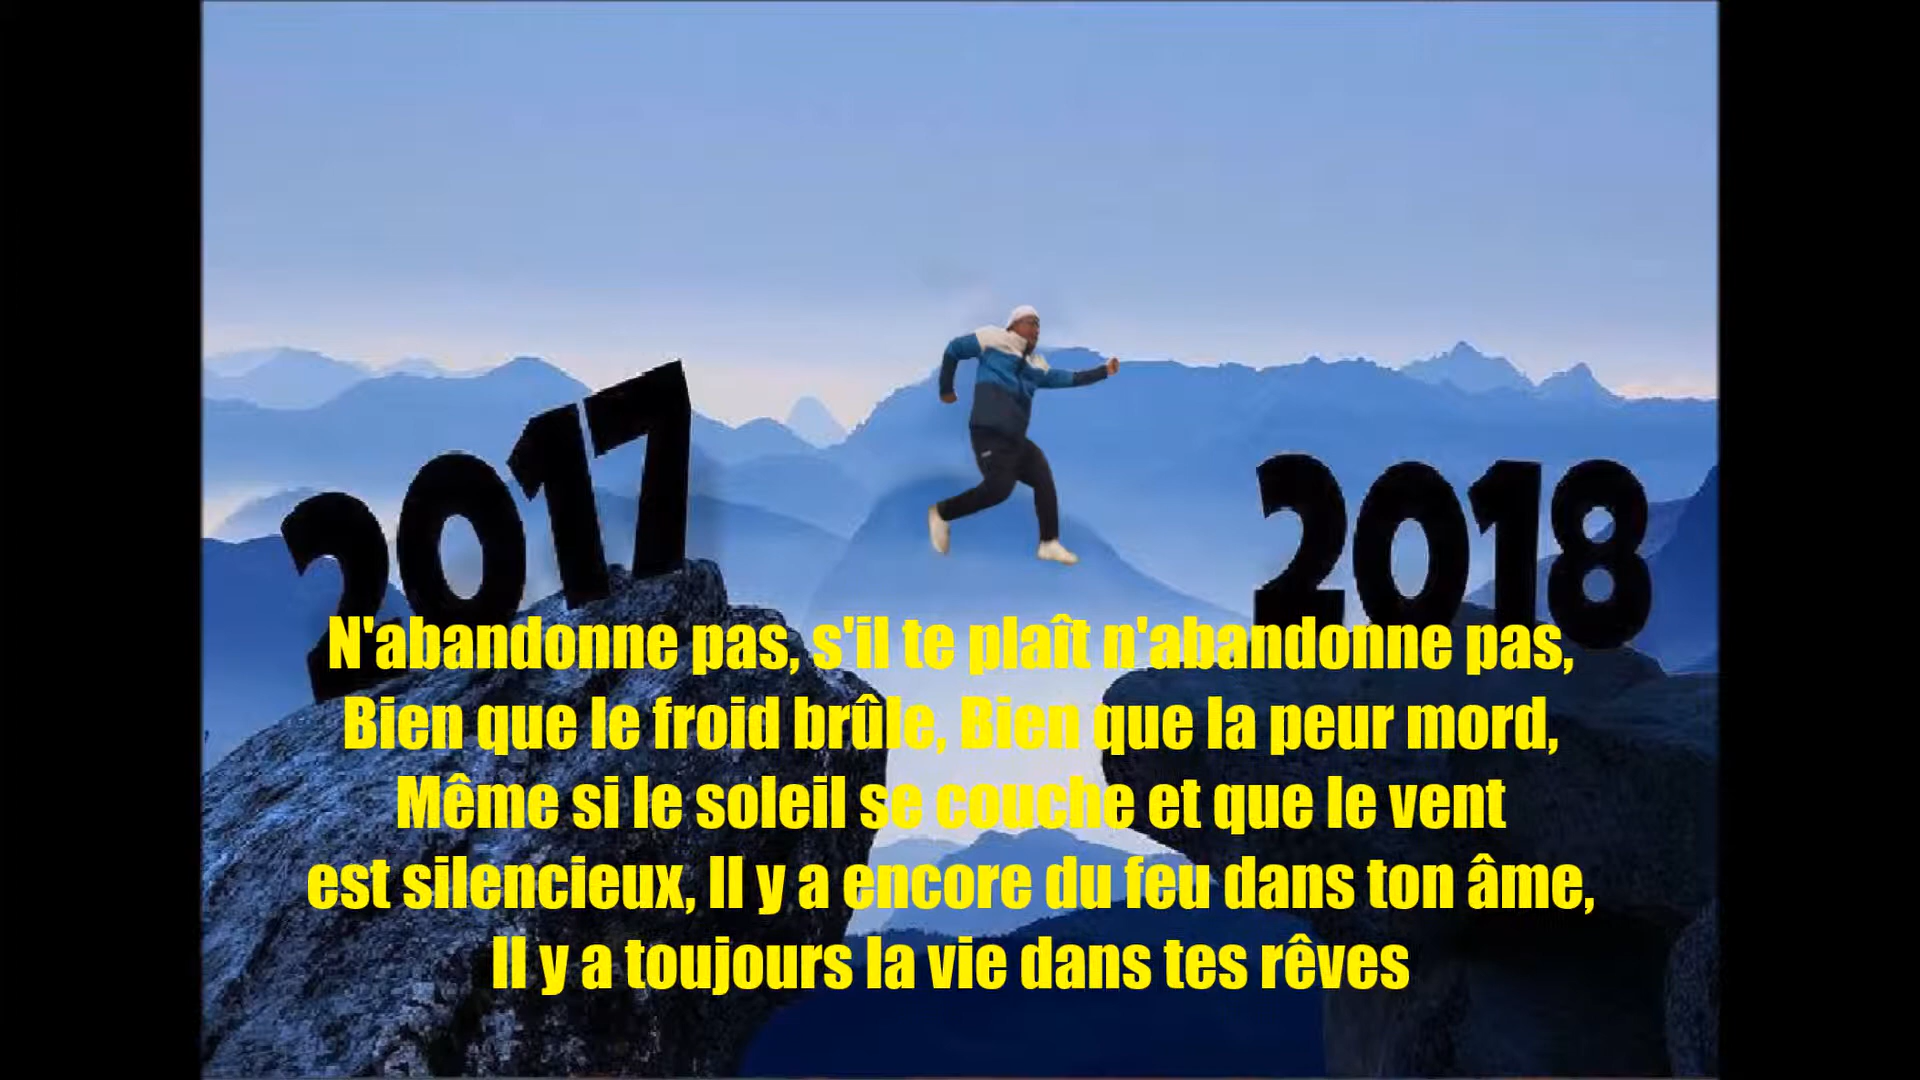 2017
2018
N'abandonne pas, s'il te plaît n'abandonne pas,
Bien que le froid brûle, Bien que la peur mord,
Même si le soleil se couche et que le vent
est silencieux, Il y a encore du feu dans ton âme,
Il y a toujours la vie dans tes rêves